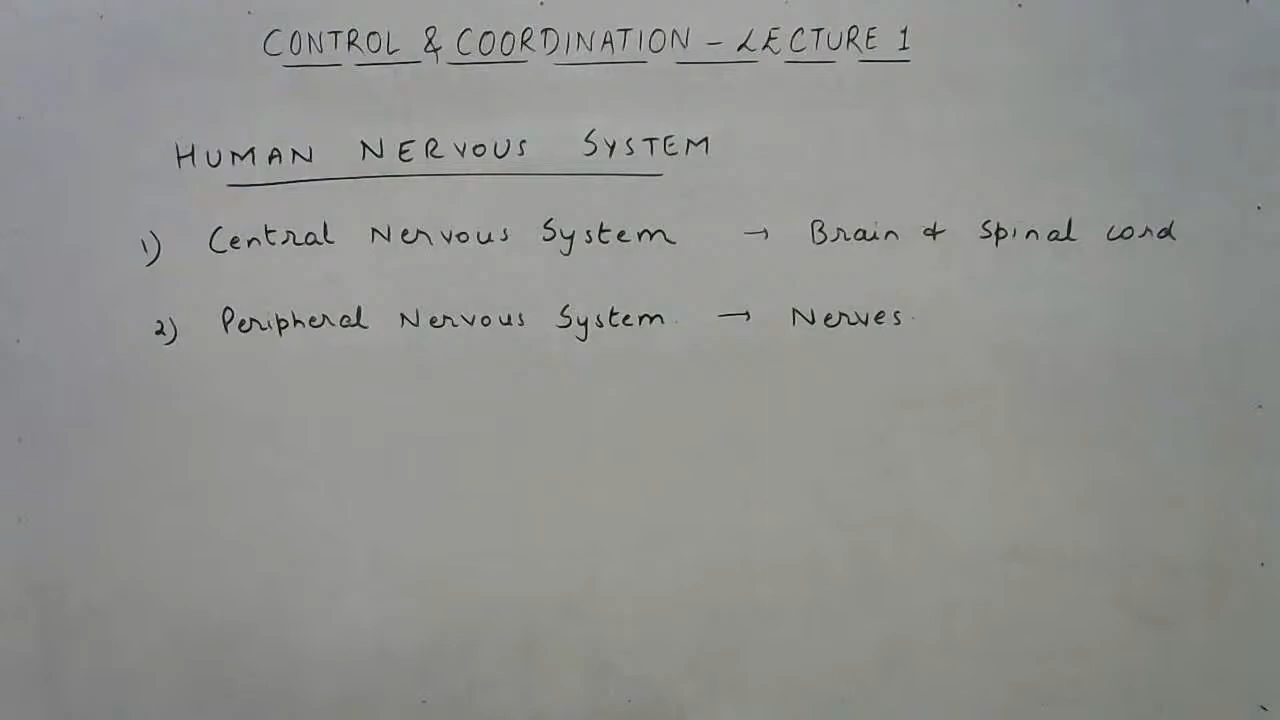 CONTROL & COORDINATION - LECTURE 1
HUMAN NERVOUS SYSTEM
1) Central Nervous System → Brain & Spinal cord
2) Peripheral Nervous System → Nerves.